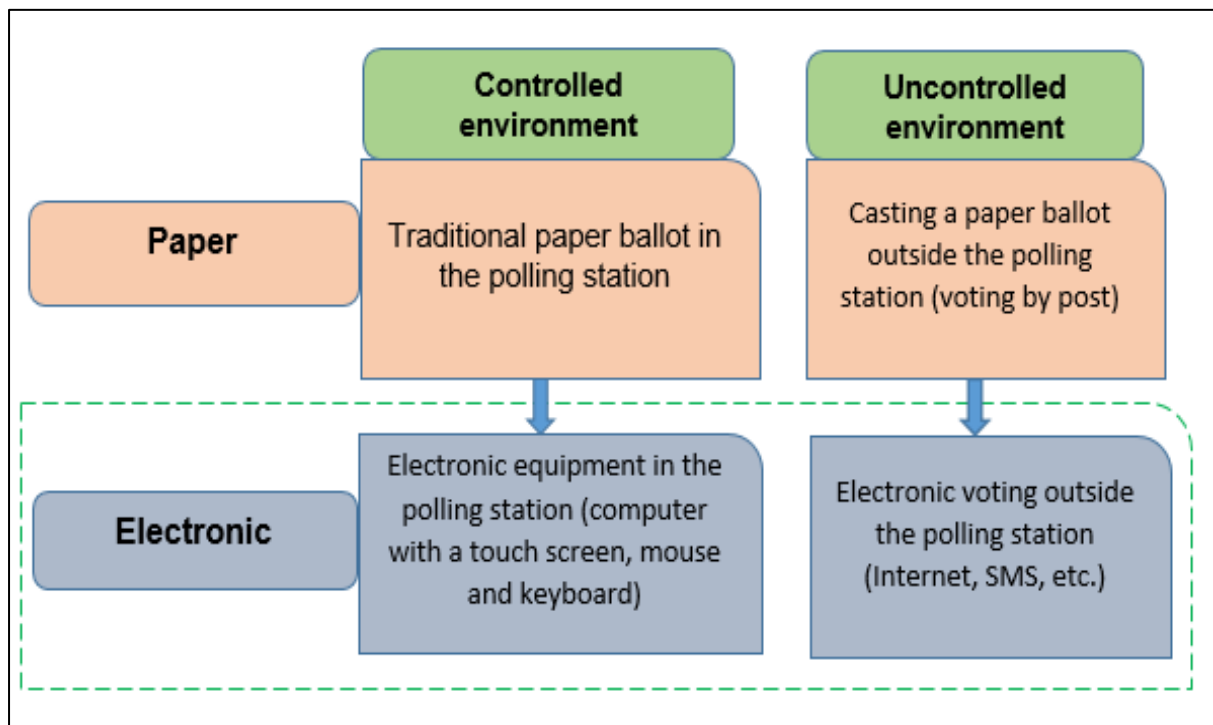 Controlled
environment
Uncontrolled
environment
Paper
Traditional paper ballot in
the polling station
Casting a paper ballot
outside the polling
station (voting by post)
Electronic
Electronic equipment in the
polling station (computer
with a touch screen, mouse
and keyboard)
Electronic voting outside
the polling station
(Internet, SMS, etc.)